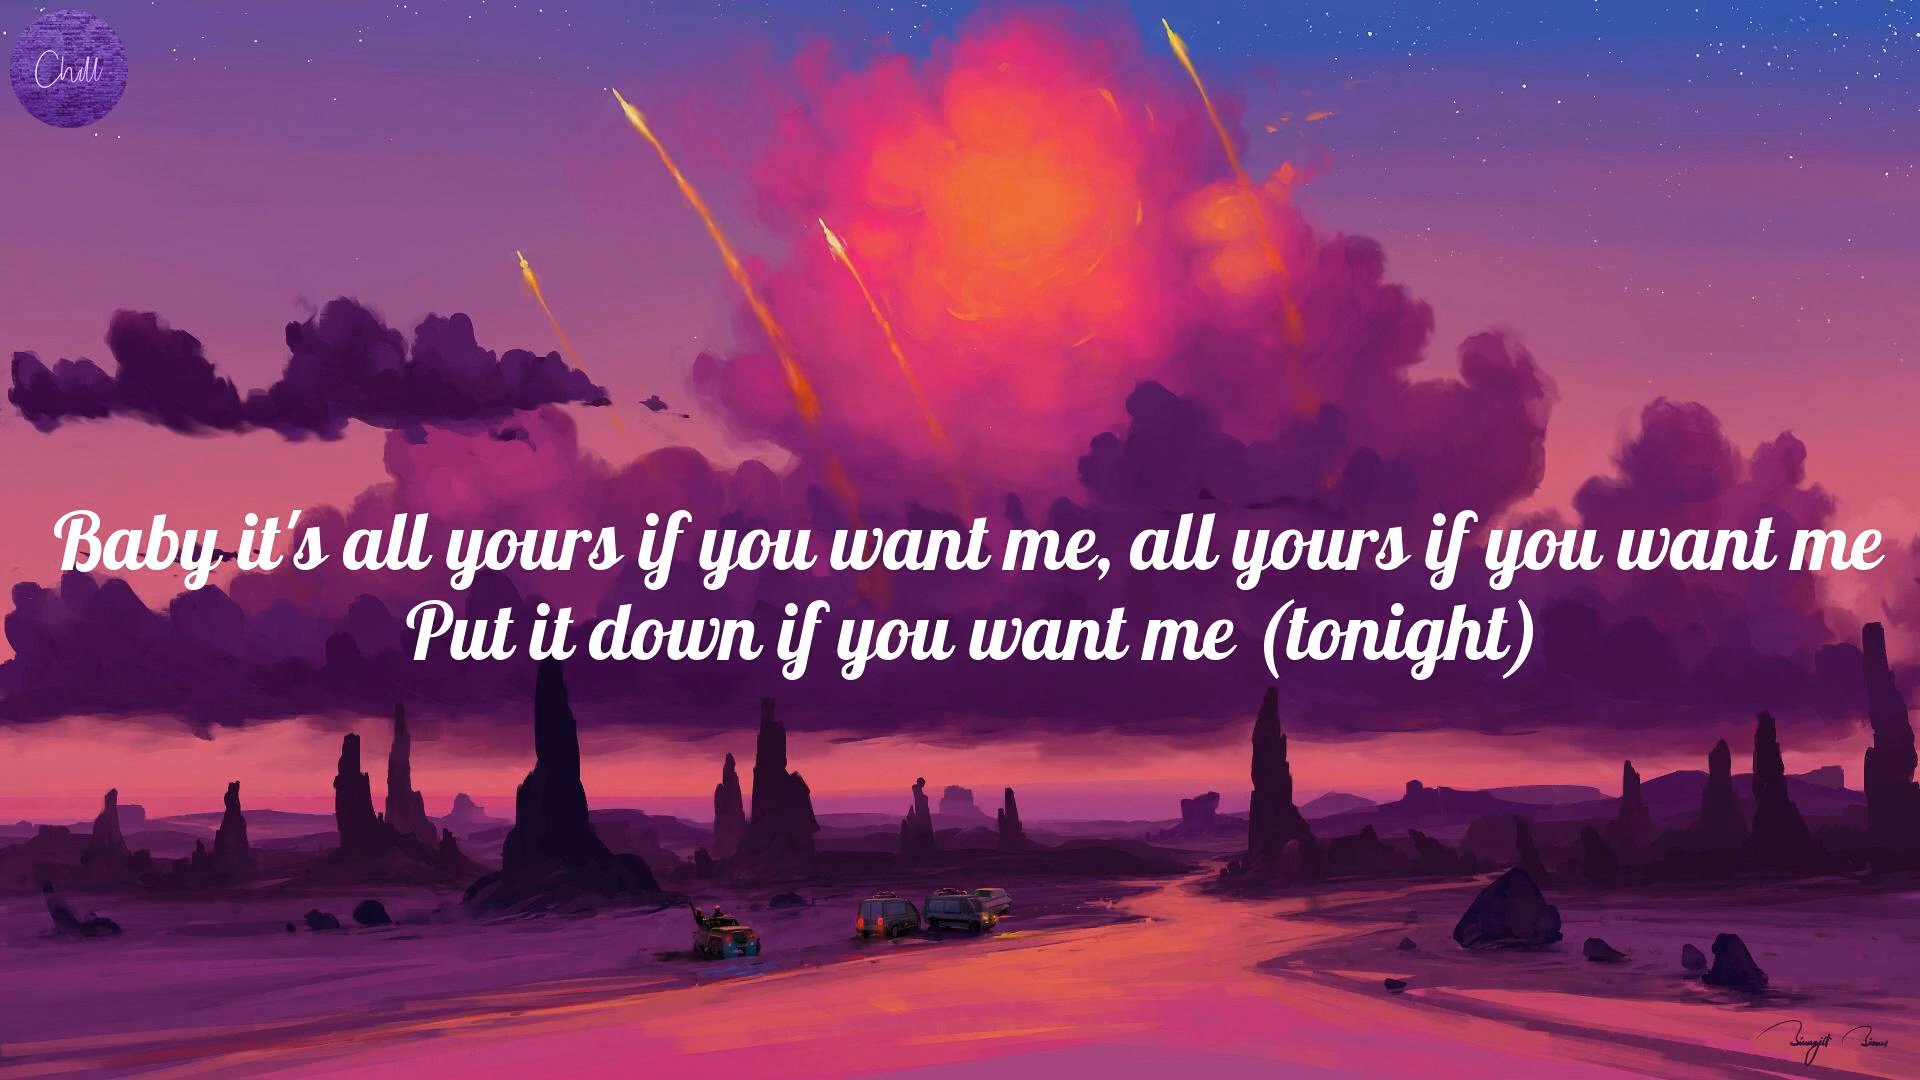 Chill
Baby it's all yours if you want me, all yours if you want me
Put it down if you want me (tonight)